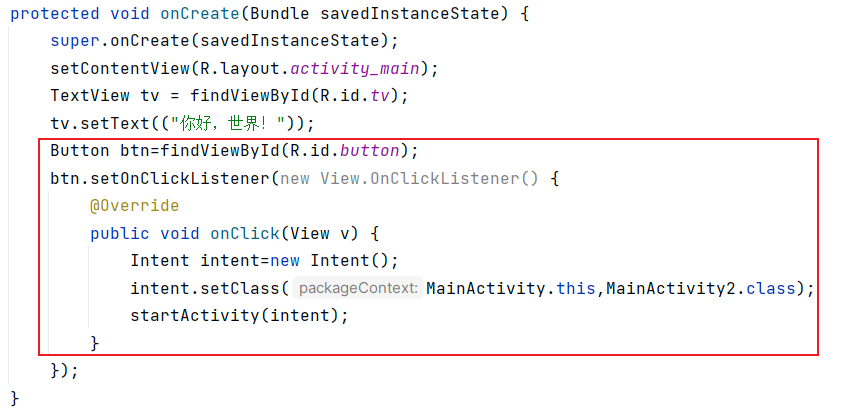 protected void onCreate(Bundle savedInstanceState) {
super.onCreate(savedInstanceState);
setContentView(R.layout.activity_main);
TextView tv = findViewById(R.id.tv);
tv.setText(("你好，世界！"));
Button btn=findViewById(R.id.button);
btn.setOnClickListener(new View.OnClickListener() {
@Override
public void onClick(View v) {
Intent intent=new Intent();
intent.setClass( packageContext: MainActivity.this,MainActivity2.class);
startActivity(intent);
}
});
}